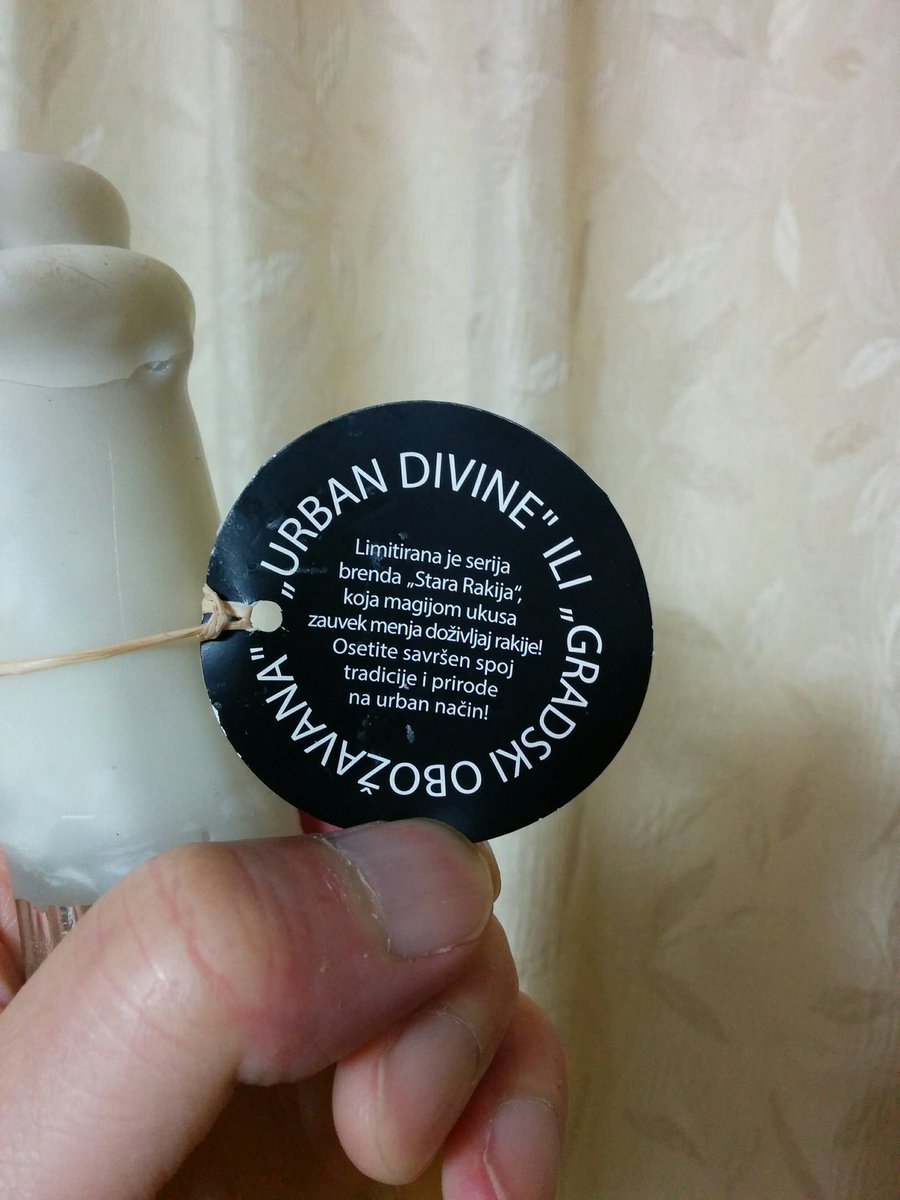 „URBAN DIVINE" ILI „GRADSKI OBOŽAVANA"
Limitirana je serija
brenda „Stara Rakija“,
koja magijom ukusa
zauvek menja doživljaj rakije!
Osetite savršen spoj
tradicije i prirode
na urban način!